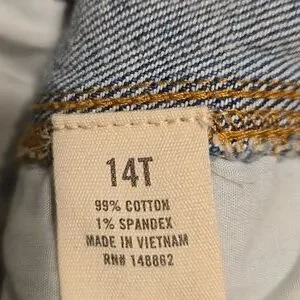 14T
99% COTTON
1% SPANDEX
MADE IN VIETNAM
RN# 148862